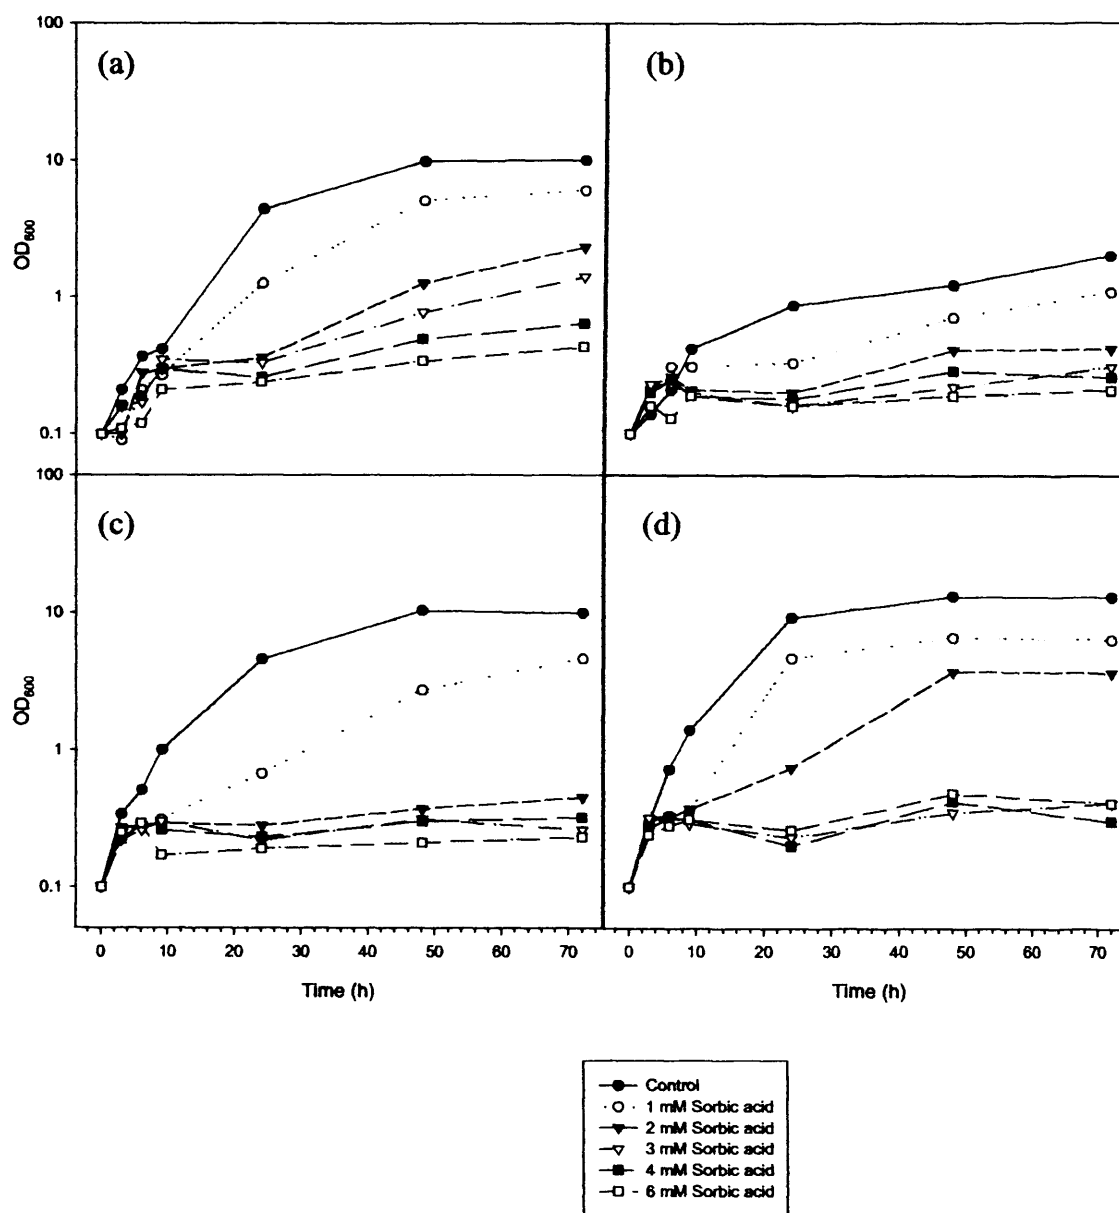 100
(a)
(b)
10
OD600
1
0.1
100
(c)
(d)
10
OD600
1
0.1
0 10 20 30 40 50 60 70
0 10 20 30 40 50 60 70
Time (h)
Time (h)
Control
1 mM Sorbic acid
2 mM Sorbic acid
3 mM Sorbic acid
4 mM Sorbic acid
6 mM Sorbic acid